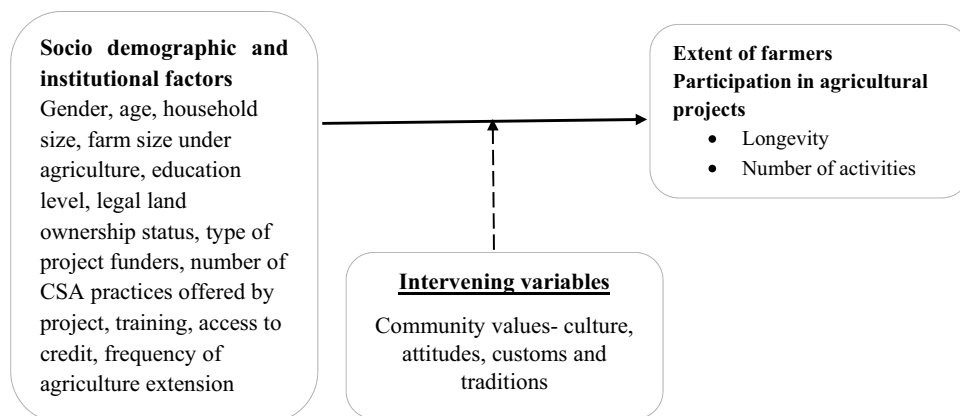 Socio demographic and
institutional factors
Gender, age, household
size, farm size under
agriculture, education
level, legal land
ownership status, type of
project funders, number of
CSA practices offered by
project, training, access to
credit, frequency of
agriculture extension
Extent of farmers
Participation in agricultural
projects
• Longevity
• Number of activities
Intervening variables
Community values- culture,
attitudes, customs and
traditions